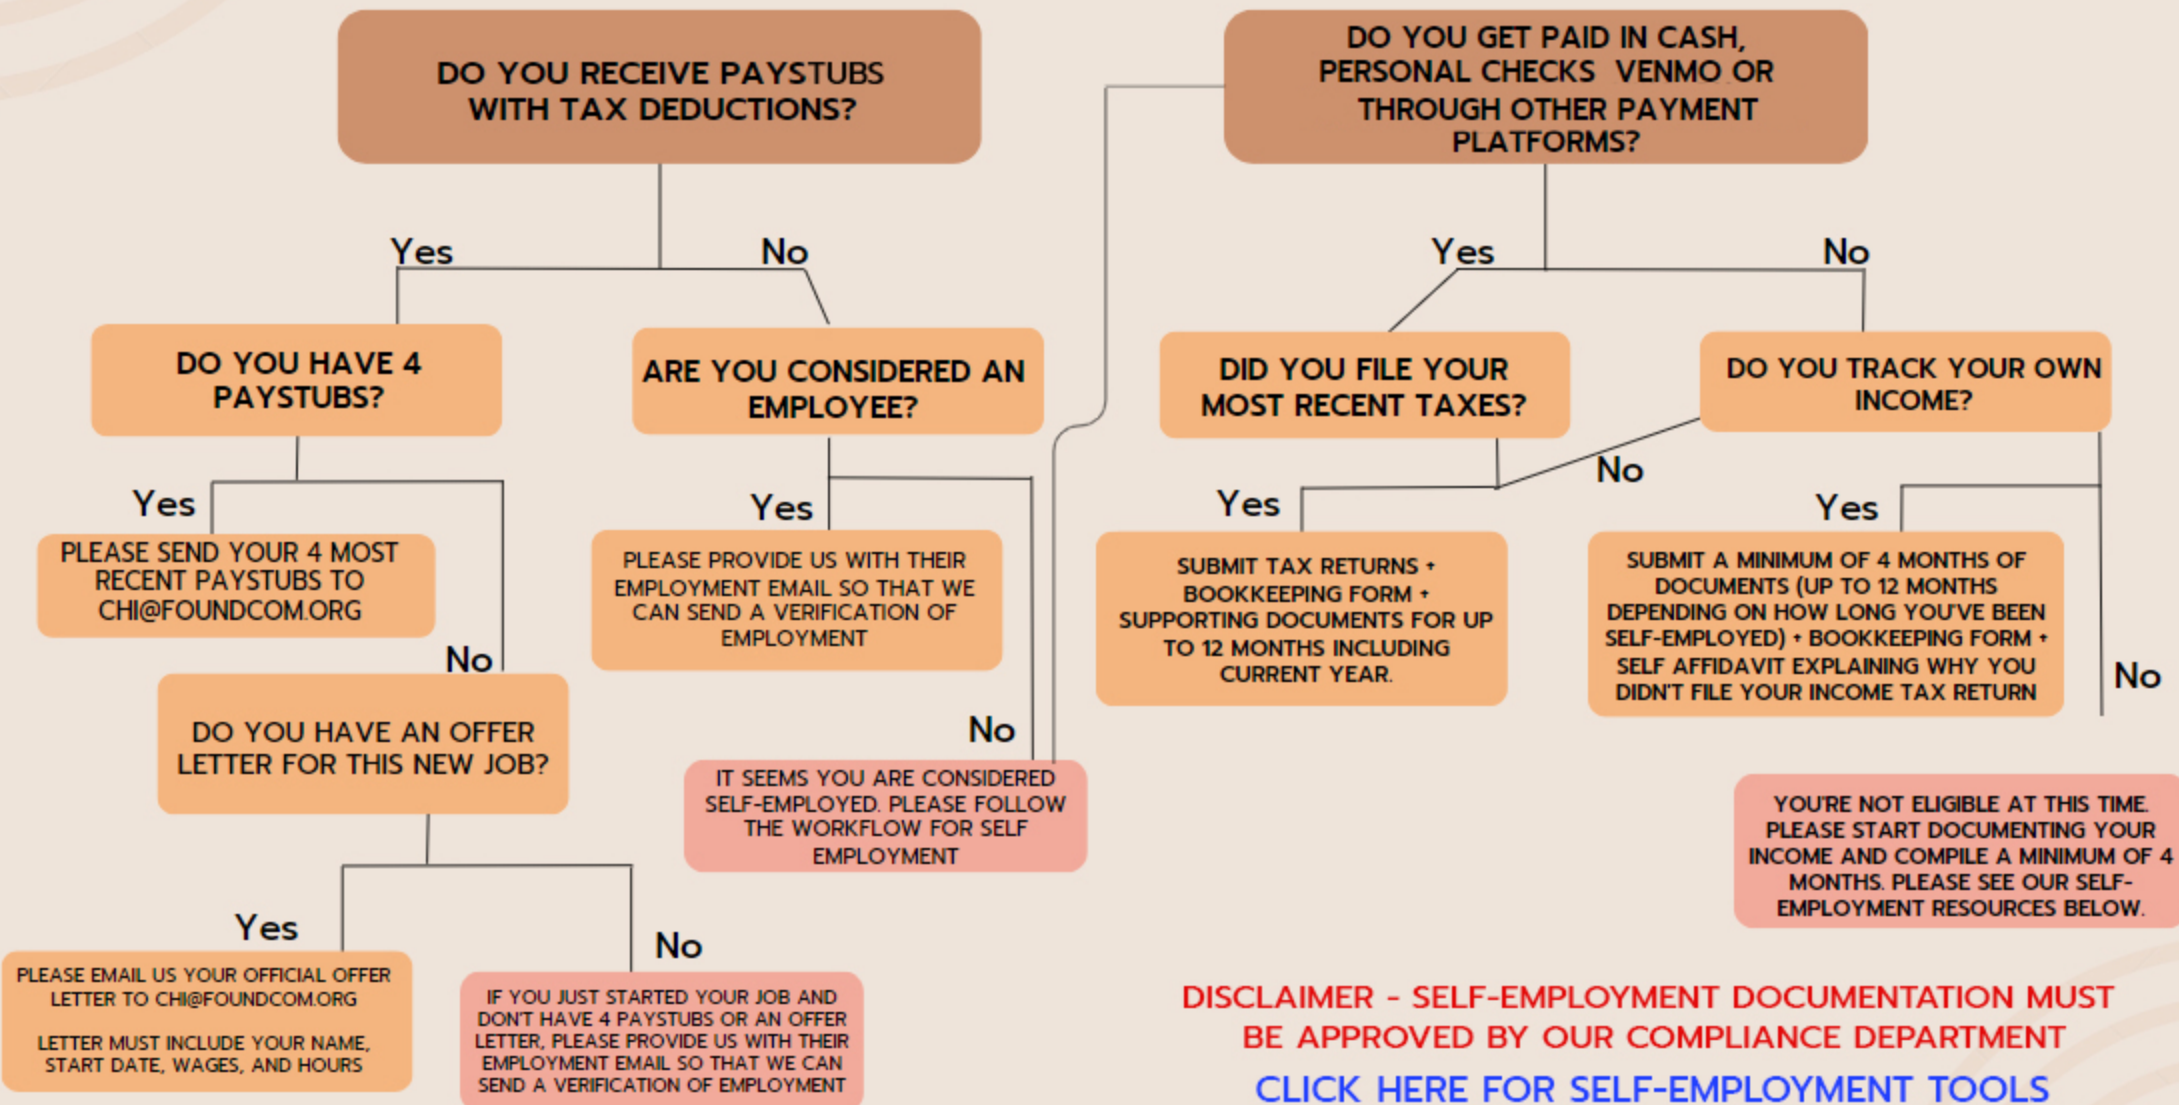 DO YOU RECEIVE PAYSTUBS
WITH TAX DEDUCTIONS?
Yes
No
DO YOU HAVE 4
PAYSTUBS?
Yes
PLEASE SEND YOUR 4 MOST
RECENT PAYSTUBS TO
CHI@FOUNDCOM.ORG
No
DO YOU HAVE AN OFFER
LETTER FOR THIS NEW JOB?
Yes
PLEASE EMAIL US YOUR OFFICIAL OFFER
LETTER TO CHI@FOUNDCOM.ORG
LETTER MUST INCLUDE YOUR NAME,
START DATE, WAGES, AND HOURS
No
IF YOU JUST STARTED YOUR JOB AND
DON'T HAVE 4 PAYSTUBS OR AN OFFER
LETTER, PLEASE PROVIDE US WITH THEIR
EMPLOYMENT EMAIL SO THAT WE CAN
SEND A VERIFICATION OF EMPLOYMENT
ARE YOU CONSIDERED AN
EMPLOYEE?
Yes
PLEASE PROVIDE US WITH THEIR
EMPLOYMENT EMAIL SO THAT WE
CAN SEND A VERIFICATION OF
EMPLOYMENT
No
IT SEEMS YOU ARE CONSIDERED
SELF-EMPLOYED. PLEASE FOLLOW
THE WORKFLOW FOR SELF
EMPLOYMENT
DO YOU GET PAID IN CASH,
PERSONAL CHECKS VENMO OR
THROUGH OTHER PAYMENT
PLATFORMS?
Yes
No
DID YOU FILE YOUR
MOST RECENT TAXES?
Yes
No
SUBMIT TAX RETURNS +
BOOKKEEPING FORM +
SUPPORTING DOCUMENTS FOR UP
TO 12 MONTHS INCLUDING
CURRENT YEAR.
DO YOU TRACK YOUR OWN
INCOME?
Yes
SUBMIT A MINIMUM OF 4 MONTHS OF
DOCUMENTS (UP TO 12 MONTHS
DEPENDING ON HOW LONG YOU'VE BEEN
SELF-EMPLOYED) + BOOKKEEPING FORM +
SELF AFFIDAVIT EXPLAINING WHY YOU
DIDN'T FILE YOUR INCOME TAX RETURN
No
YOU'RE NOT ELIGIBLE AT THIS TIME.
PLEASE START DOCUMENTING YOUR
INCOME AND COMPILE A MINIMUM OF 4
MONTHS. PLEASE SEE OUR SELF-
EMPLOYMENT RESOURCES BELOW.
DISCLAIMER - SELF-EMPLOYMENT DOCUMENTATION MUST
BE APPROVED BY OUR COMPLIANCE DEPARTMENT
CLICK HERE FOR SELF-EMPLOYMENT TOOLS